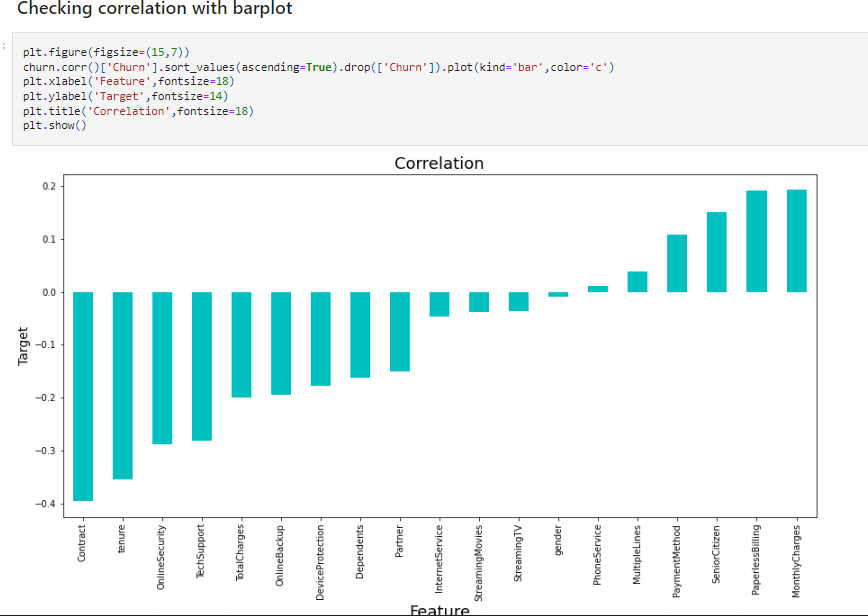 Checking correlation with barplot
:
plt.figure(figsize=(15,7))
churn.corr()['Churn'].sort_values(ascending=True).drop(['Churn']).plot(kind='bar',color='c')
plt.xlabel('Feature',fontsize=18)
plt.ylabel('Target',fontsize=14)
plt.title('Correlation',fontsize=18)
plt.show()
Correlation
0.2
0.1
0.0
−0.1
−0.2
−0.3
−0.4
Target
Contract
tenure
OnlineSecurity
TechSupport
TotalCharges
OnlineBackup
DeviceProtection
Dependents
Partner
InternetService
StreamingMovies
StreamingTV
gender
PhoneService
MultipleLines
PaymentMethod
SeniorCitizen
PaperlessBilling
MonthlyCharges
Feature